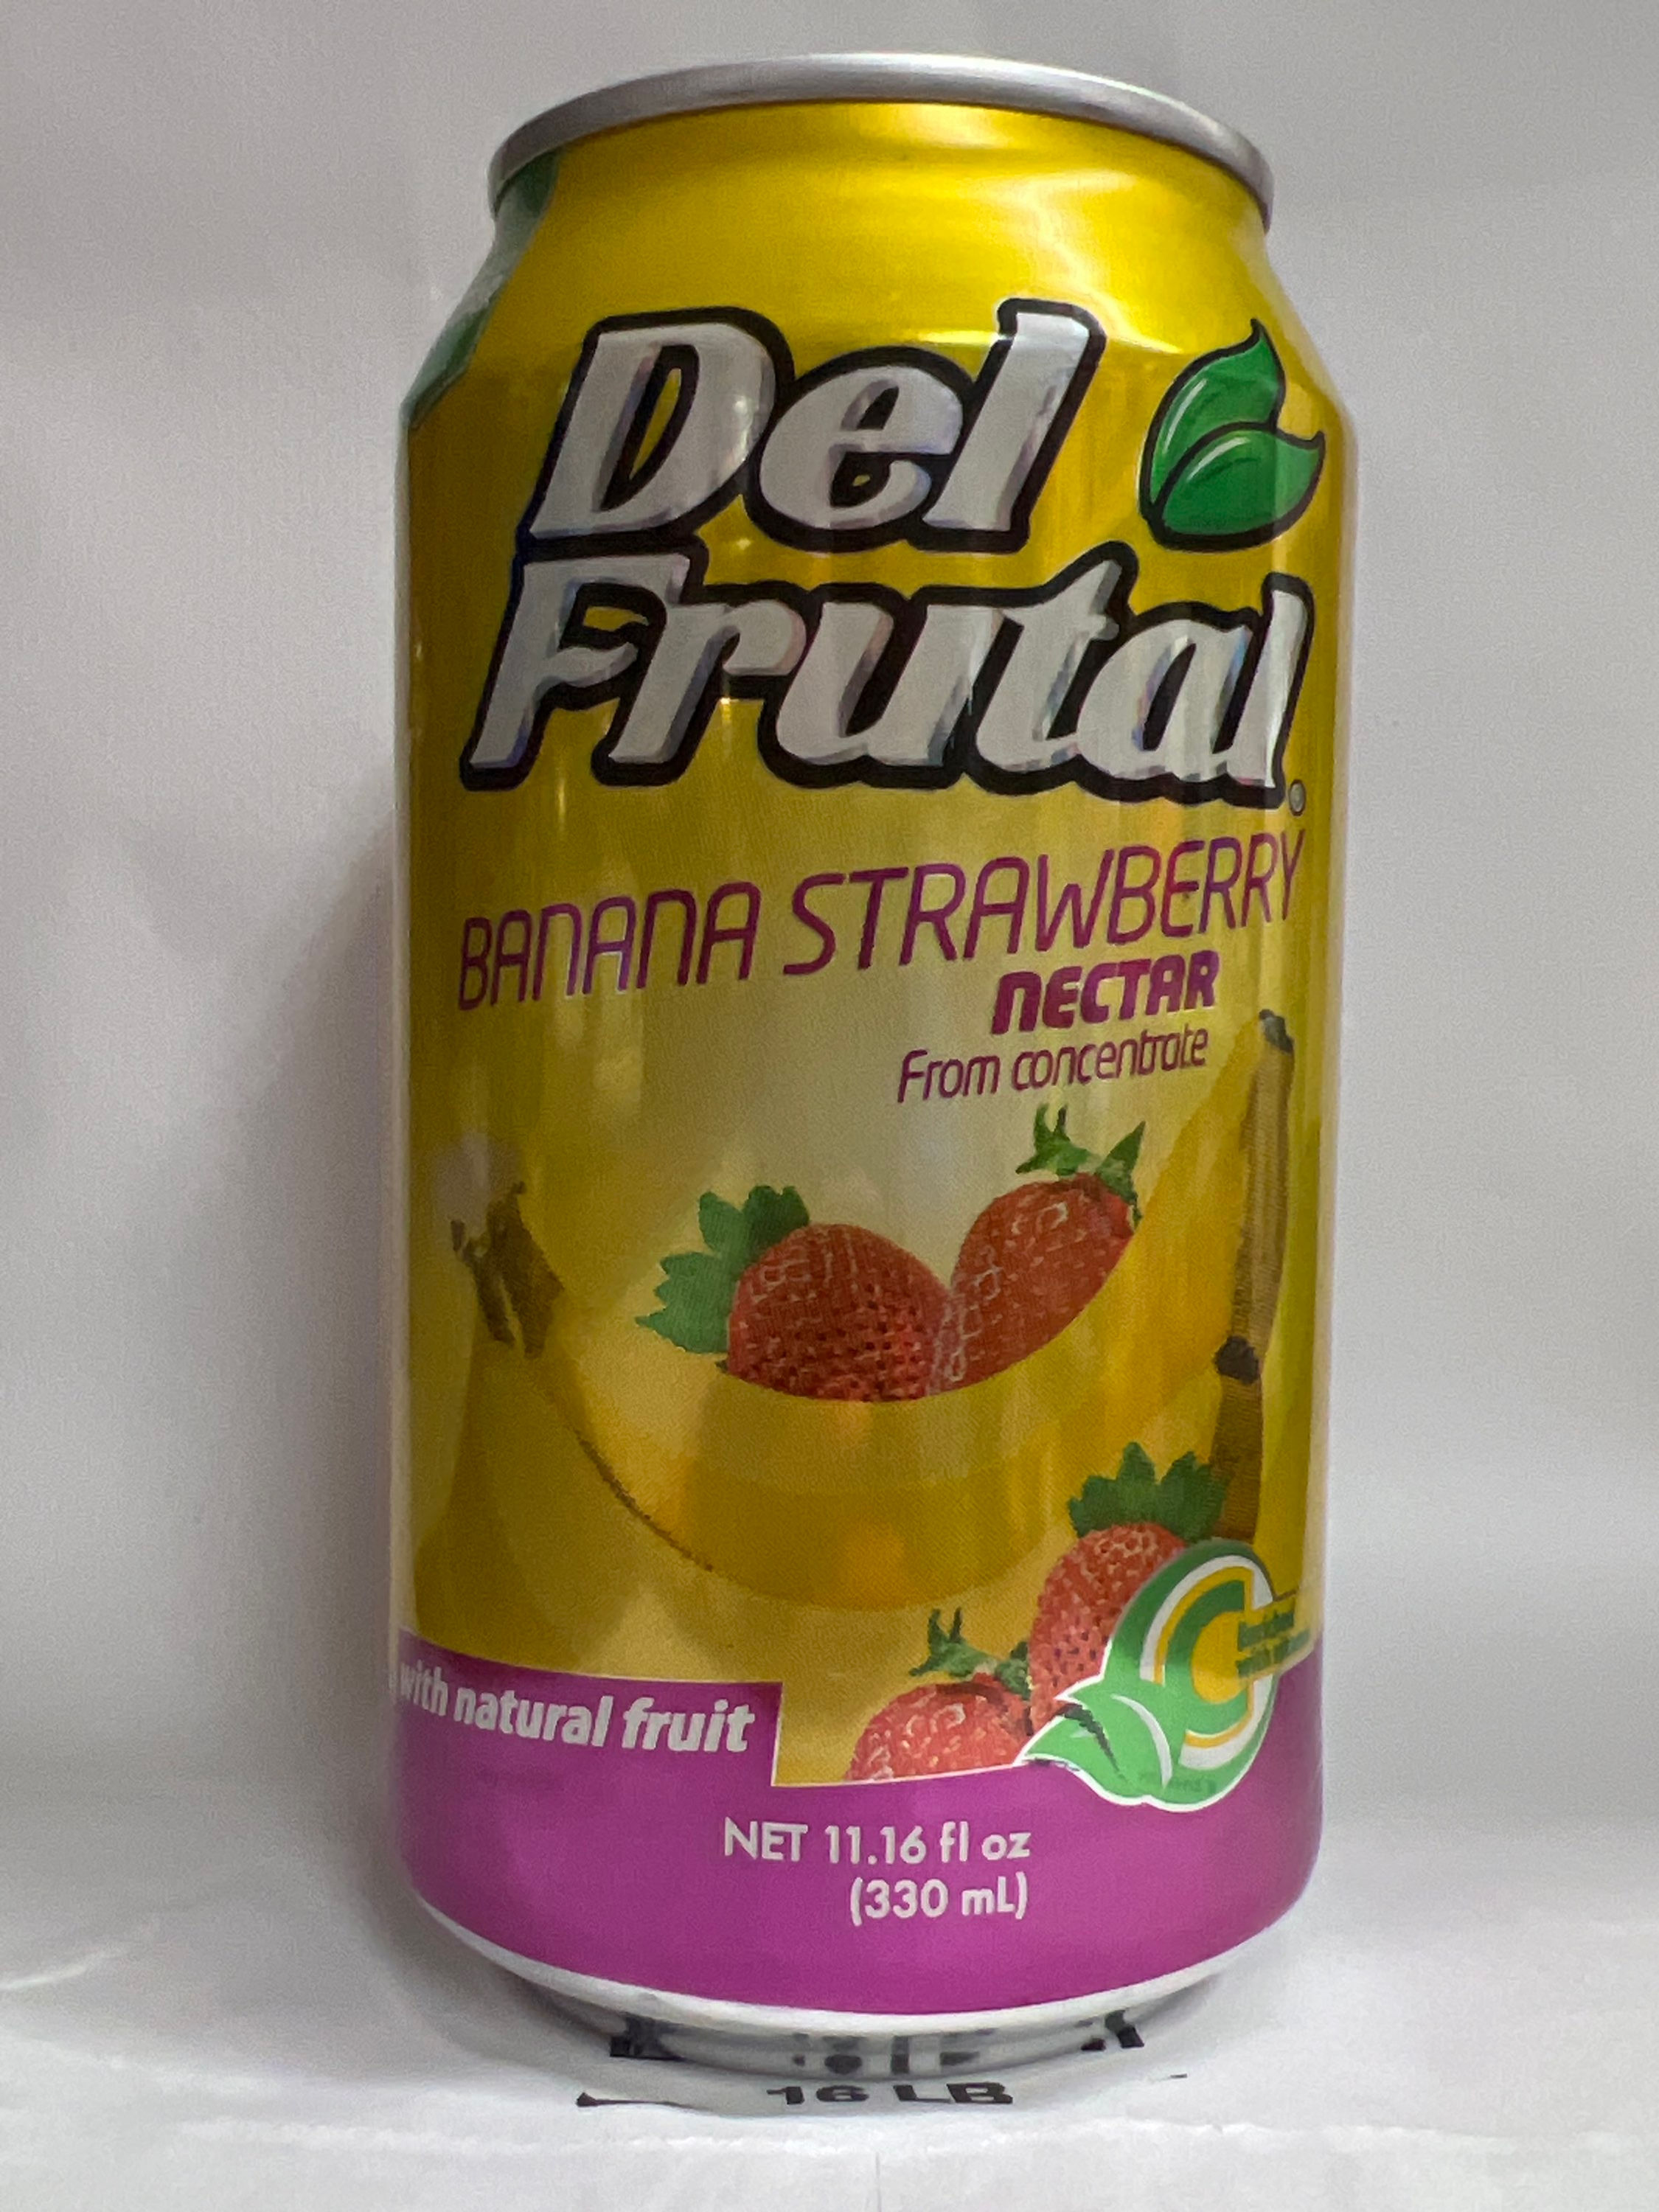 Del
Frutal®
BANANA STRAWBERRY
NECTAR
From concentrate
with natural fruit
C
NET 11.16 fl oz
(330 mL)
16 LB